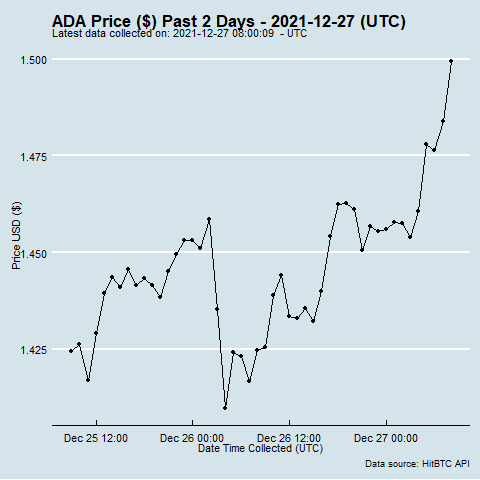 ADA Price ($) Past 2 Days - 2021-12-27 (UTC)
Latest data collected on: 2021-12-27 08:00:09 - UTC
1.500
1.475
1.450
1.425
Price USD ($)
Dec 25 12:00
Dec 26 00:00
Dec 26 12:00
Dec 27 00:00
Date Time Collected (UTC)
Data source: HitBTC API